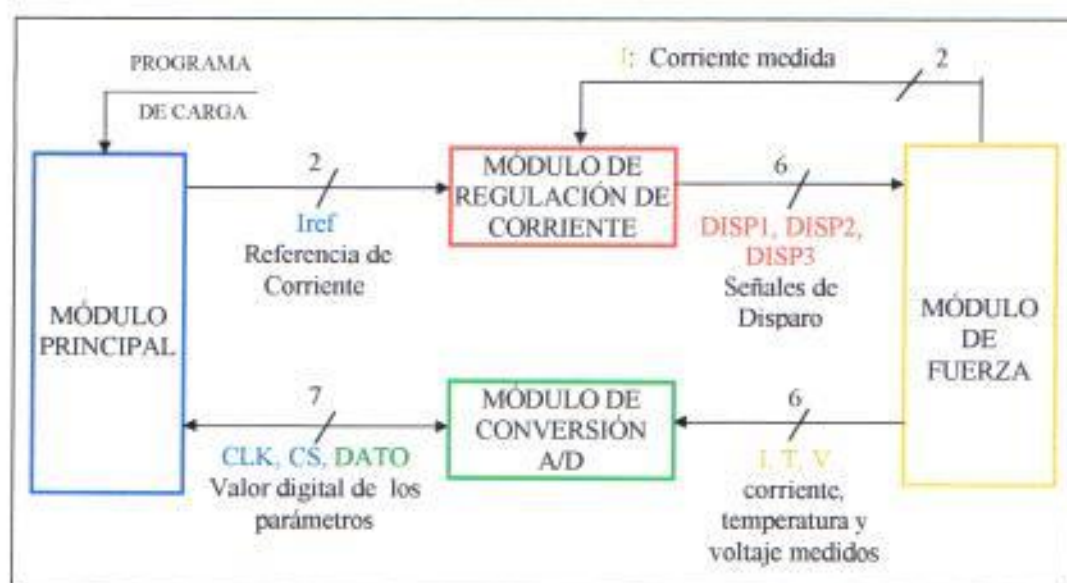 PROGRAMA
DE CARGA
I: Corriente medida
2
MÓDULO
PRINCIPAL
2
Iref
Referencia de
Corriente
MÓDULO DE
REGULACIÓN DE
CORRIENTE
6
DISP1, DISP2,
DISP3
Señales de
Disparo
MÓDULO
DE
FUERZA
7
CLK, CS, DATO
Valor digital de los
parámetros
MÓDULO DE
CONVERSIÓN
A/D
6
I, T, V
corriente,
temperatura y
voltaje medidos